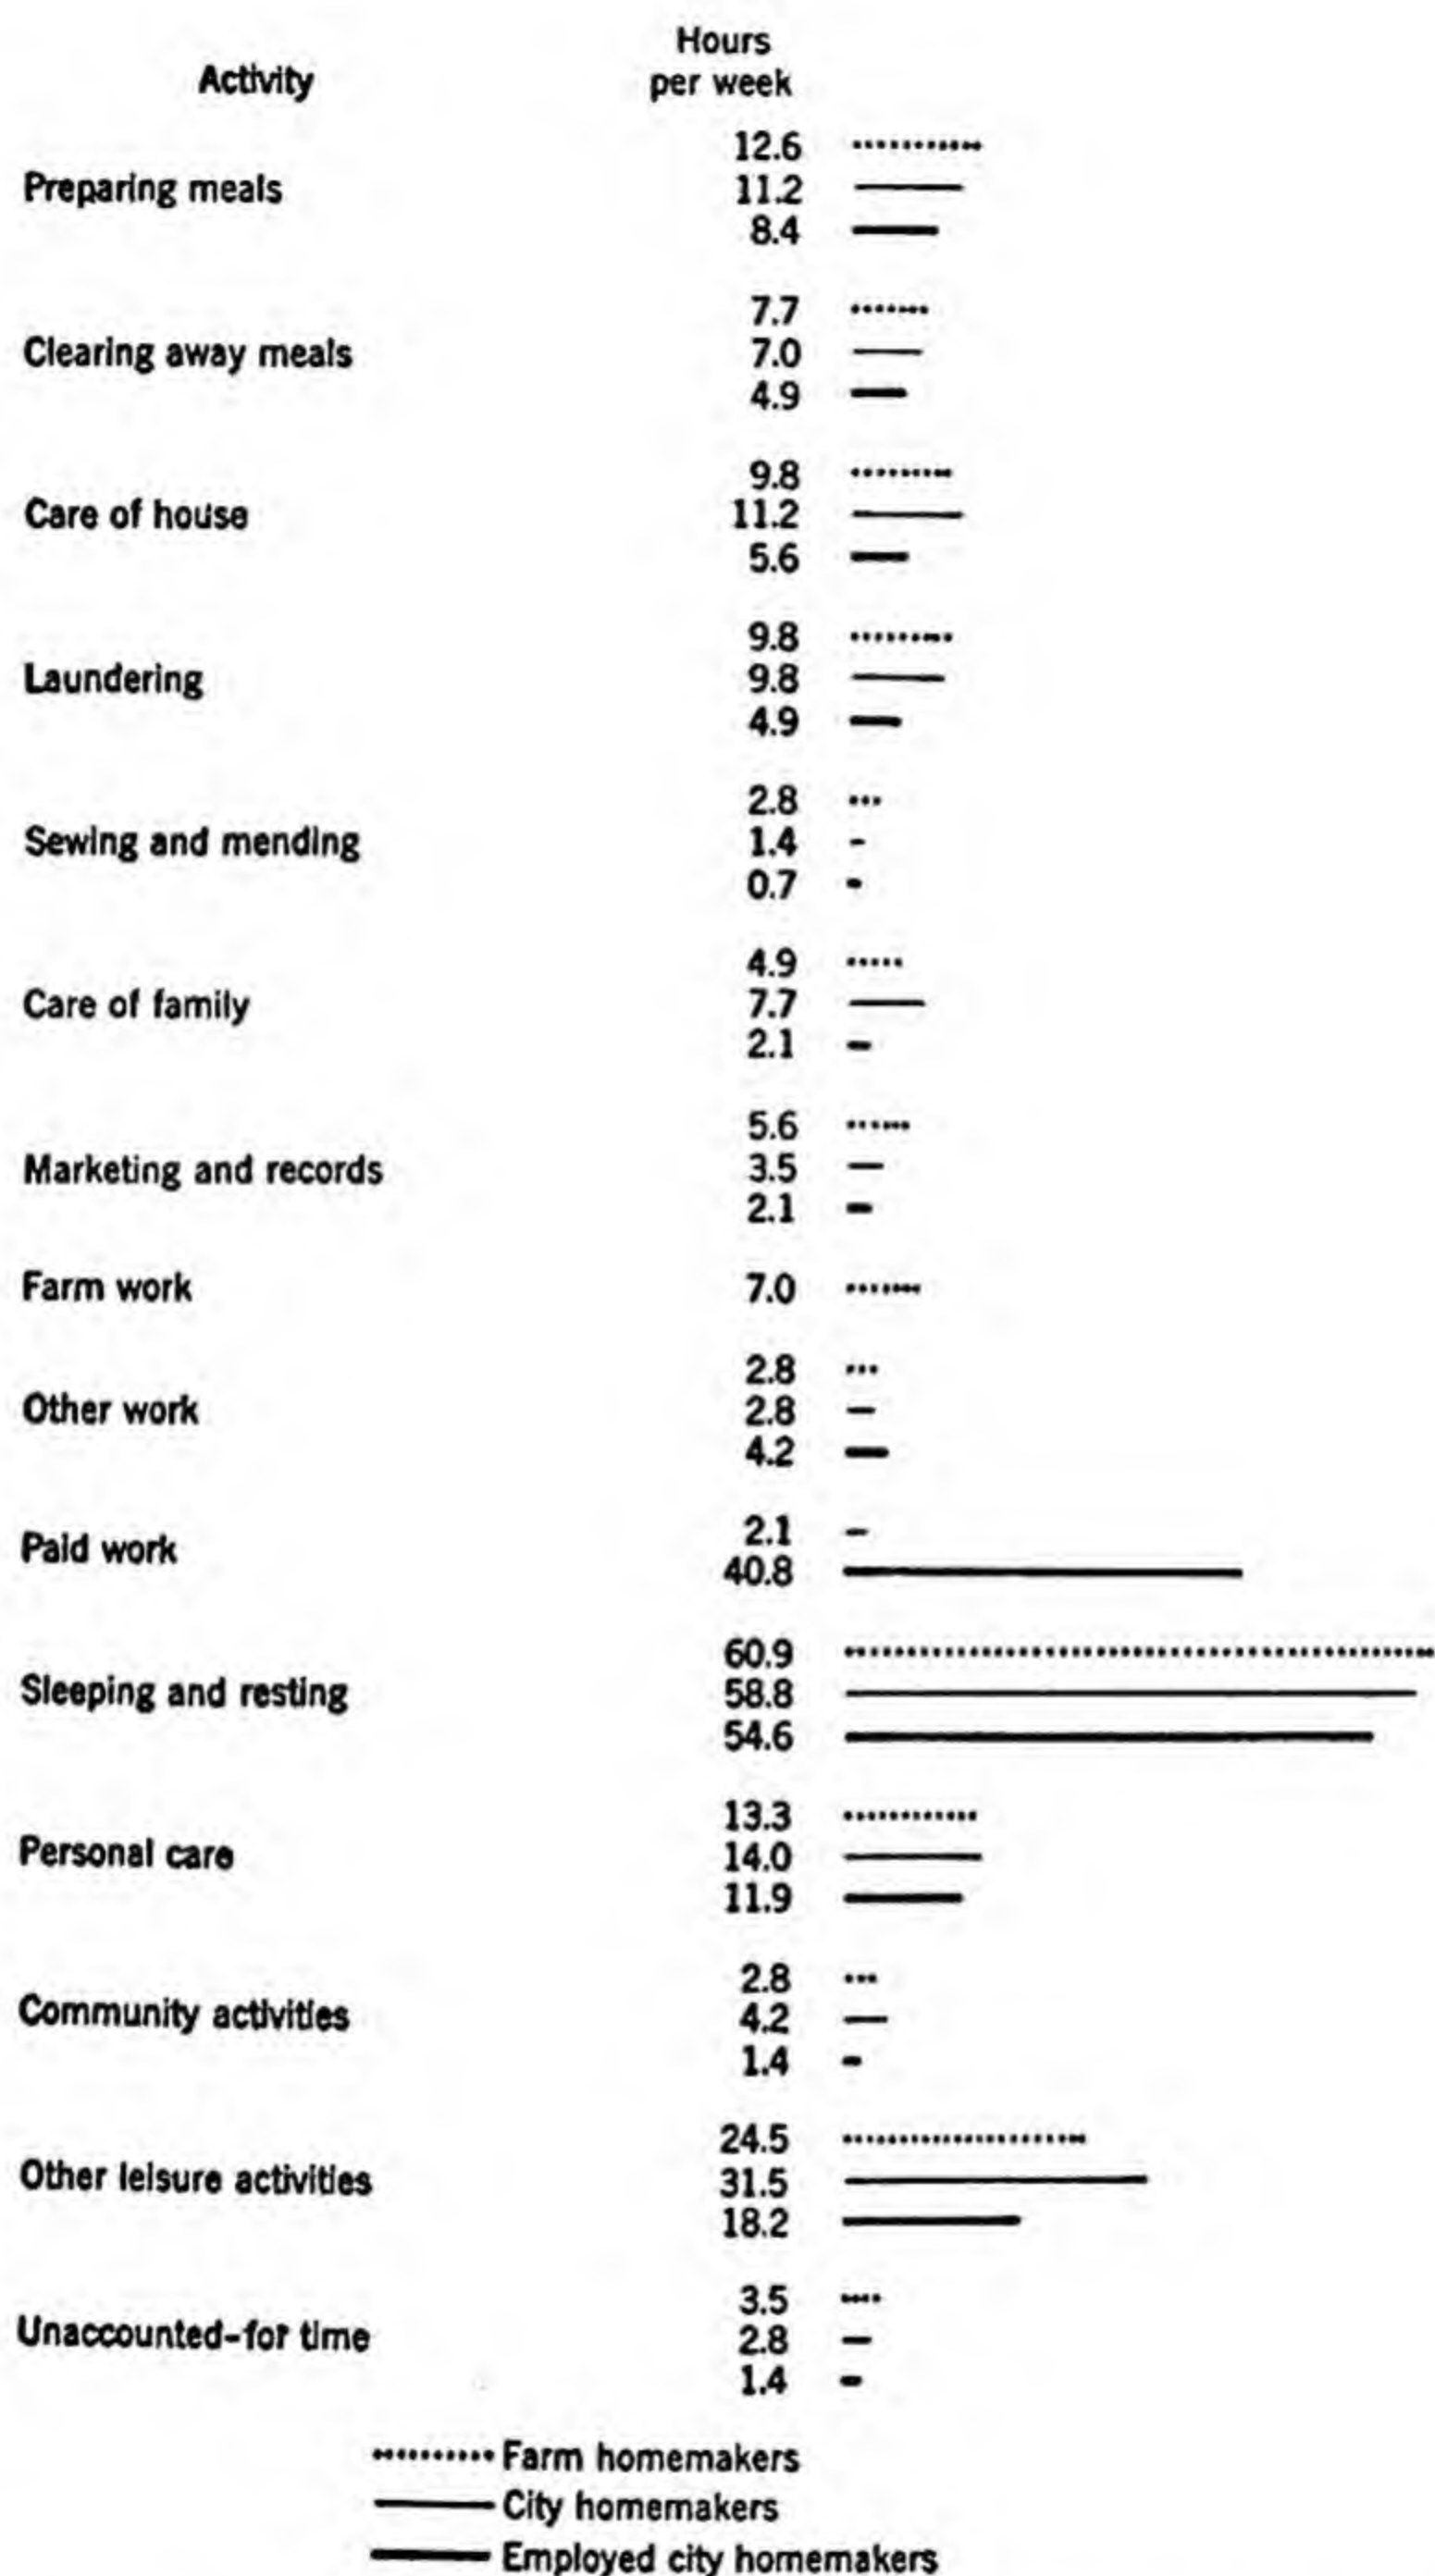 Activity Hours
per week
12.6
Preparing meals 11.2
8.4
7.7
Clearing away meals 7.0
4.9
9.8
Care of house 11.2
5.6
9.8
Laundering 9.8
4.9
2.8
Sewing and mending 1.4
0.7
4.9
Care of family 7.7
2.1
5.6
Marketing and records 3.5
2.1
Farm work 7.0
2.8
Other work 2.8
4.2
2.1
Paid work
40.8
60.9
Sleeping and resting 58.8
54.6
13.3
Personal care 14.0
11.9
2.8
Community activities 4.2
1.4
24.5
Other leisure activities 31.5
18.2
3.5
Unaccounted-for time 2.8
1.4
Farm homemakers
City homemakers
Employed city homemakers